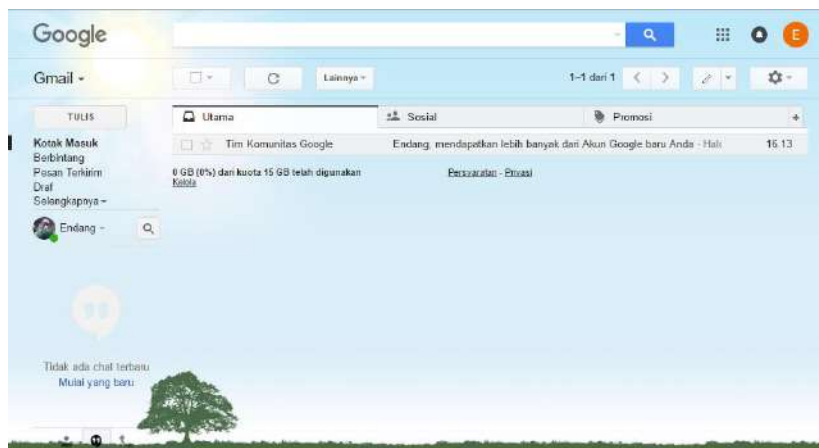 Google
E
Gmail
Lainnya
1–1 dari 1
TULIS
Utama
Sosial
Promosi
+
Kotak Masuk
Tim Komunitas Google
Endang, mendapatkan lebih banyak dari Akun Google baru Anda - Halo
16.13
Berbintang
Pesan Terkirim
Draf
Selengkapnya
0 GB (0%) dari kuota 15 GB telah digunakan
Kelola
Persyaratan - Privasi
Endang
Tidak ada chat terbaru
Mulai yang baru